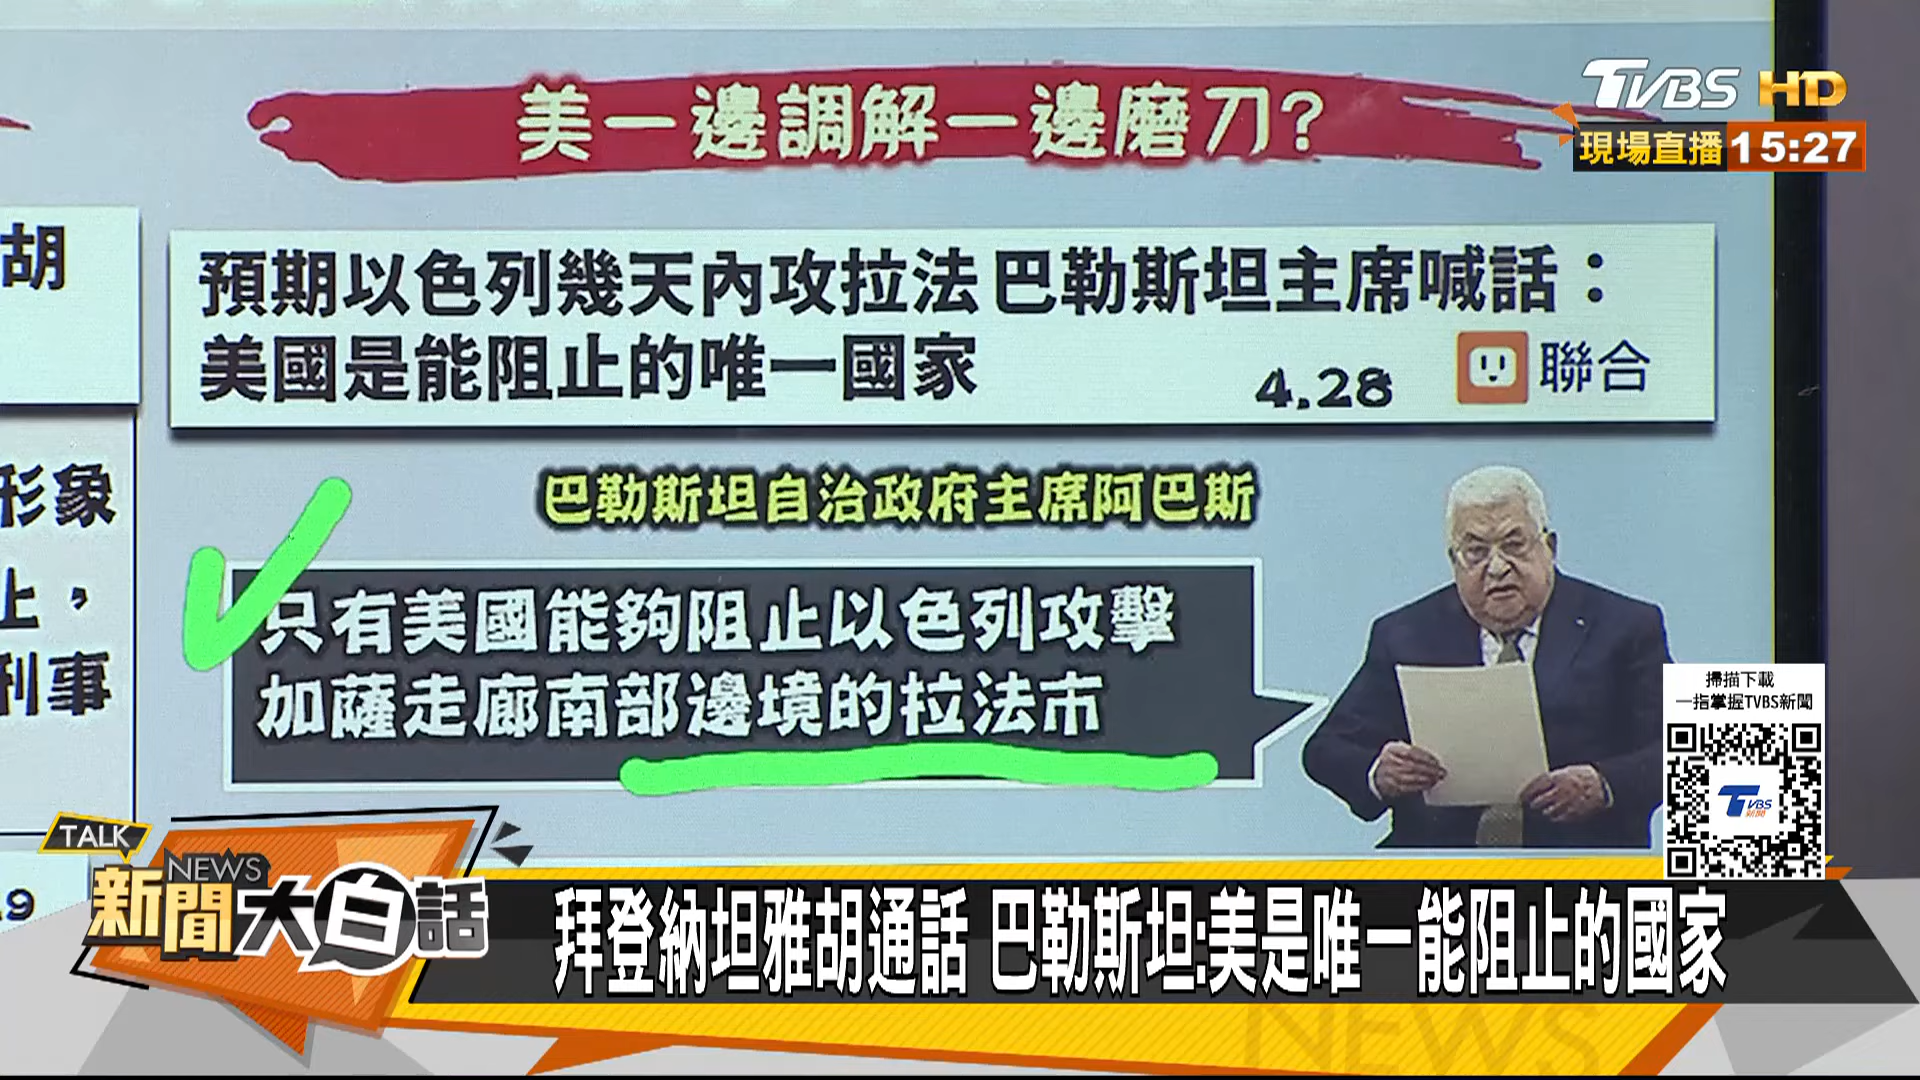 美一邊調解一邊磨刀?
TVBS HD
現場直播 15:27
胡
預期以色列幾天內攻拉法 巴勒斯坦主席喊話：
美國是能阻止的唯一國家
4.28 聯合
形象
止，
刑事
巴勒斯坦自治政府主席阿巴斯
只有美國能夠阻止以色列攻擊
加薩走廊南部邊境的拉法市
掃描下載
一指掌握TVBS新聞
TVBS
新聞
TALK
NEWS
新聞大白話
拜登納坦雅胡通話 巴勒斯坦:美是唯一能阻止的國家
NEWS